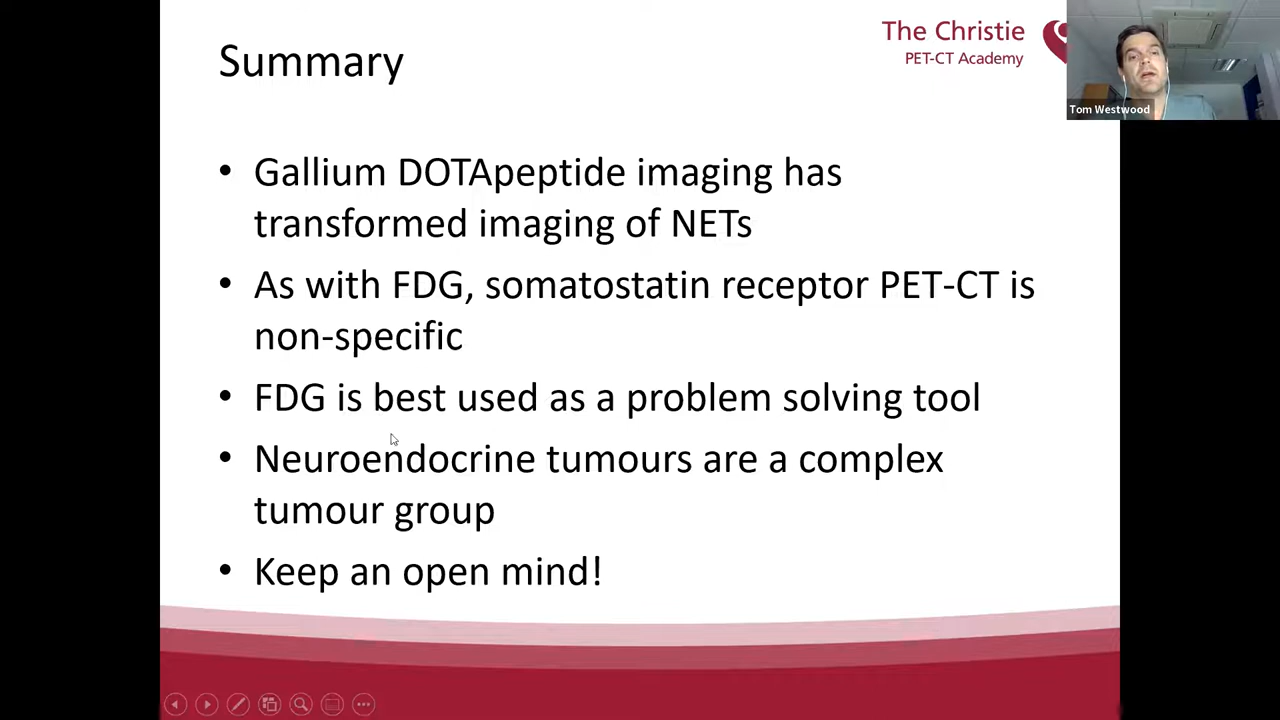 Summary
The Christie
PET-CT Academy
Tom Westwood
• Gallium DOTApeptide imaging has
transformed imaging of NETs
• As with FDG, somatostatin receptor PET-CT is
non-specific
• FDG is best used as a problem solving tool
• Neuroendocrine tumours are a complex
tumour group
• Keep an open mind!